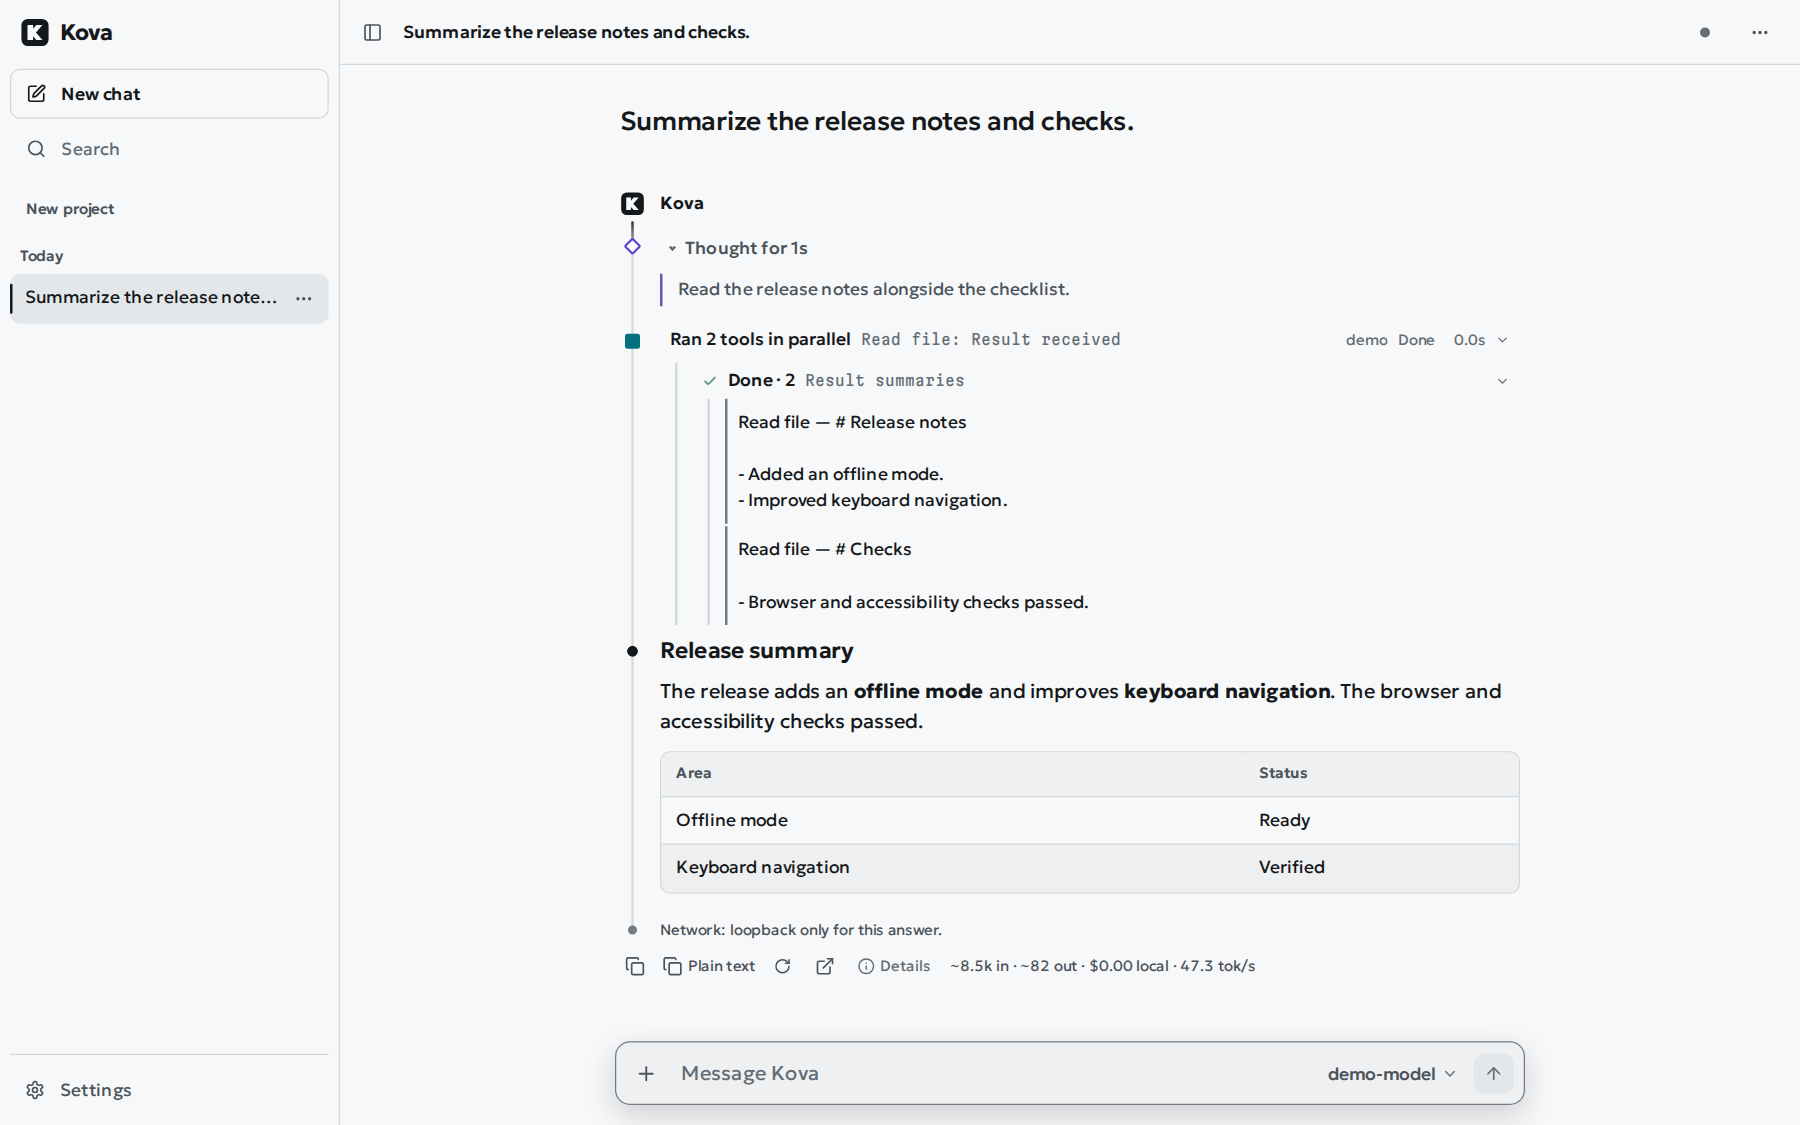 Kova
New chat
Search
New project
Today
Summarize the release note...
Settings
Summarize the release notes and checks.
Summarize the release notes and checks.
Kova
Thought for 1s
Read the release notes alongside the checklist.
Ran 2 tools in parallel Read file: Result received demo Done 0.0s
Done · 2 Result summaries
Read file — # Release notes
- Added an offline mode.
- Improved keyboard navigation.
Read file — # Checks
- Browser and accessibility checks passed.
Release summary
The release adds an offline mode and improves keyboard navigation. The browser and
accessibility checks passed.
Area Status
Offline mode Ready
Keyboard navigation Verified
Network: loopback only for this answer.
Plain text Details ~8.5k in · ~82 out · $0.00 local · 47.3 tok/s
Message Kova demo-model